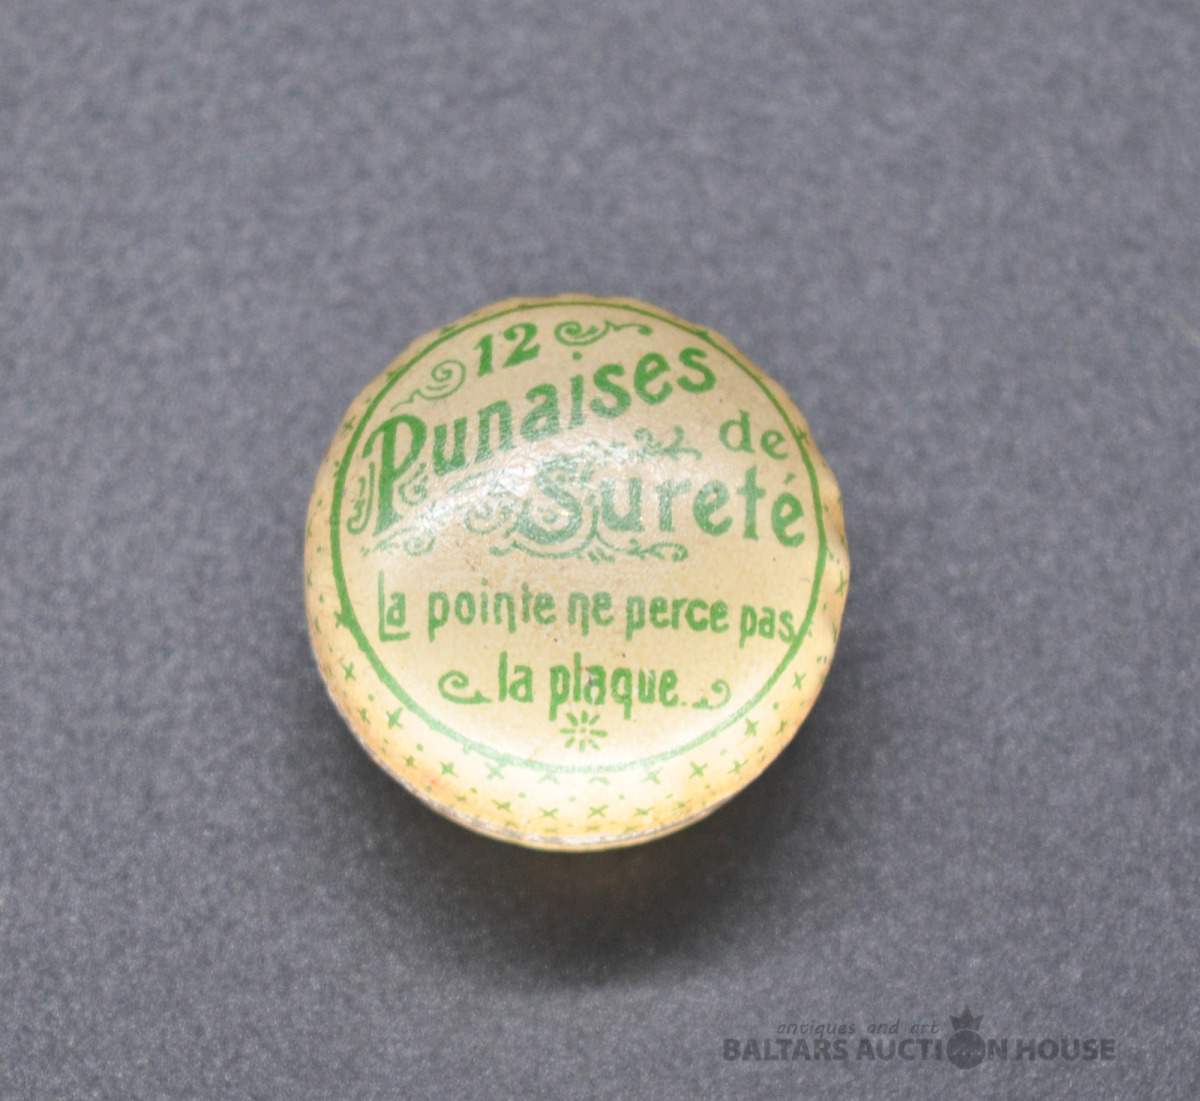 12
Punaises
de
Sureté
La pointe ne perce pas
la plaque.
antiques and art
BALTARS AUCTION HOUSE